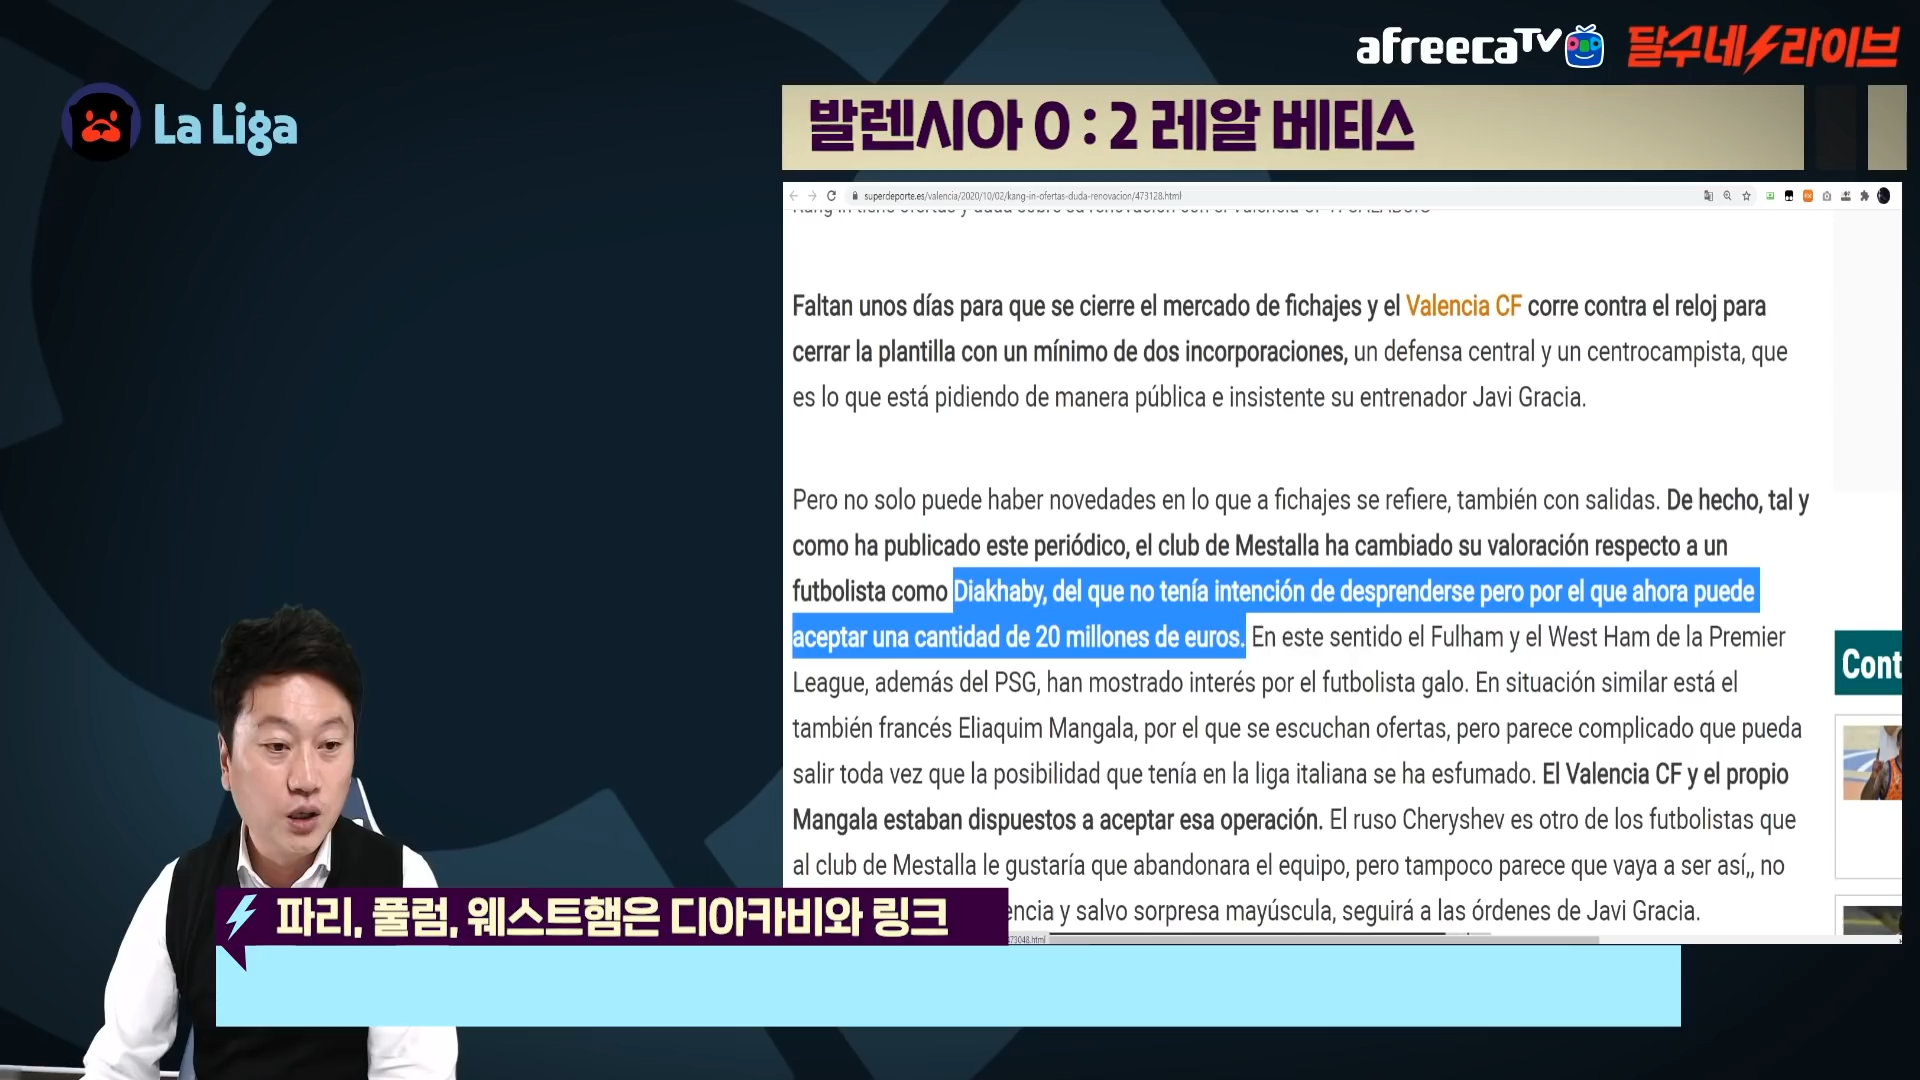 afreecaTV 달수네라이브
La Liga
발렌시아 0 : 2 레알 베티스
superdeporte.es/valencia/2020/10/02/kang-in-ofertas-duda-renovacion/473128.html
Faltan unos días para que se cierre el mercado de fichajes y el Valencia CF corre contra el reloj para
cerrar la plantilla con un mínimo de dos incorporaciones, un defensa central y un centrocampista, que
es lo que está pidiendo de manera pública e insistente su entrenador Javi Gracia.
Pero no solo puede haber novedades en lo que a fichajes se refiere, también con salidas. De hecho, tal y
como ha publicado este periódico, el club de Mestalla ha cambiado su valoración respecto a un
futbolista como Diakhaby, del que no tenía intención de desprenderse pero por el que ahora puede
aceptar una cantidad de 20 millones de euros. En este sentido el Fulham y el West Ham de la Premier
League, además del PSG, han mostrado interés por el futbolista galo. En situación similar está el
también francés Eliaquim Mangala, por el que se escuchan ofertas, pero parece complicado que pueda
salir toda vez que la posibilidad que tenía en la liga italiana se ha esfumado. El Valencia CF y el propio
Mangala estaban dispuestos a aceptar esa operación. El ruso Cheryshev es otro de los futbolistas que
al club de Mestalla le gustaría que abandonara el equipo, pero tampoco parece que vaya a ser así,, no
encia y salvo sorpresa mayúscula, seguirá a las órdenes de Javi Gracia.
Cont
파리, 풀럼, 웨스트햄은 디아카비와 링크
473048.html